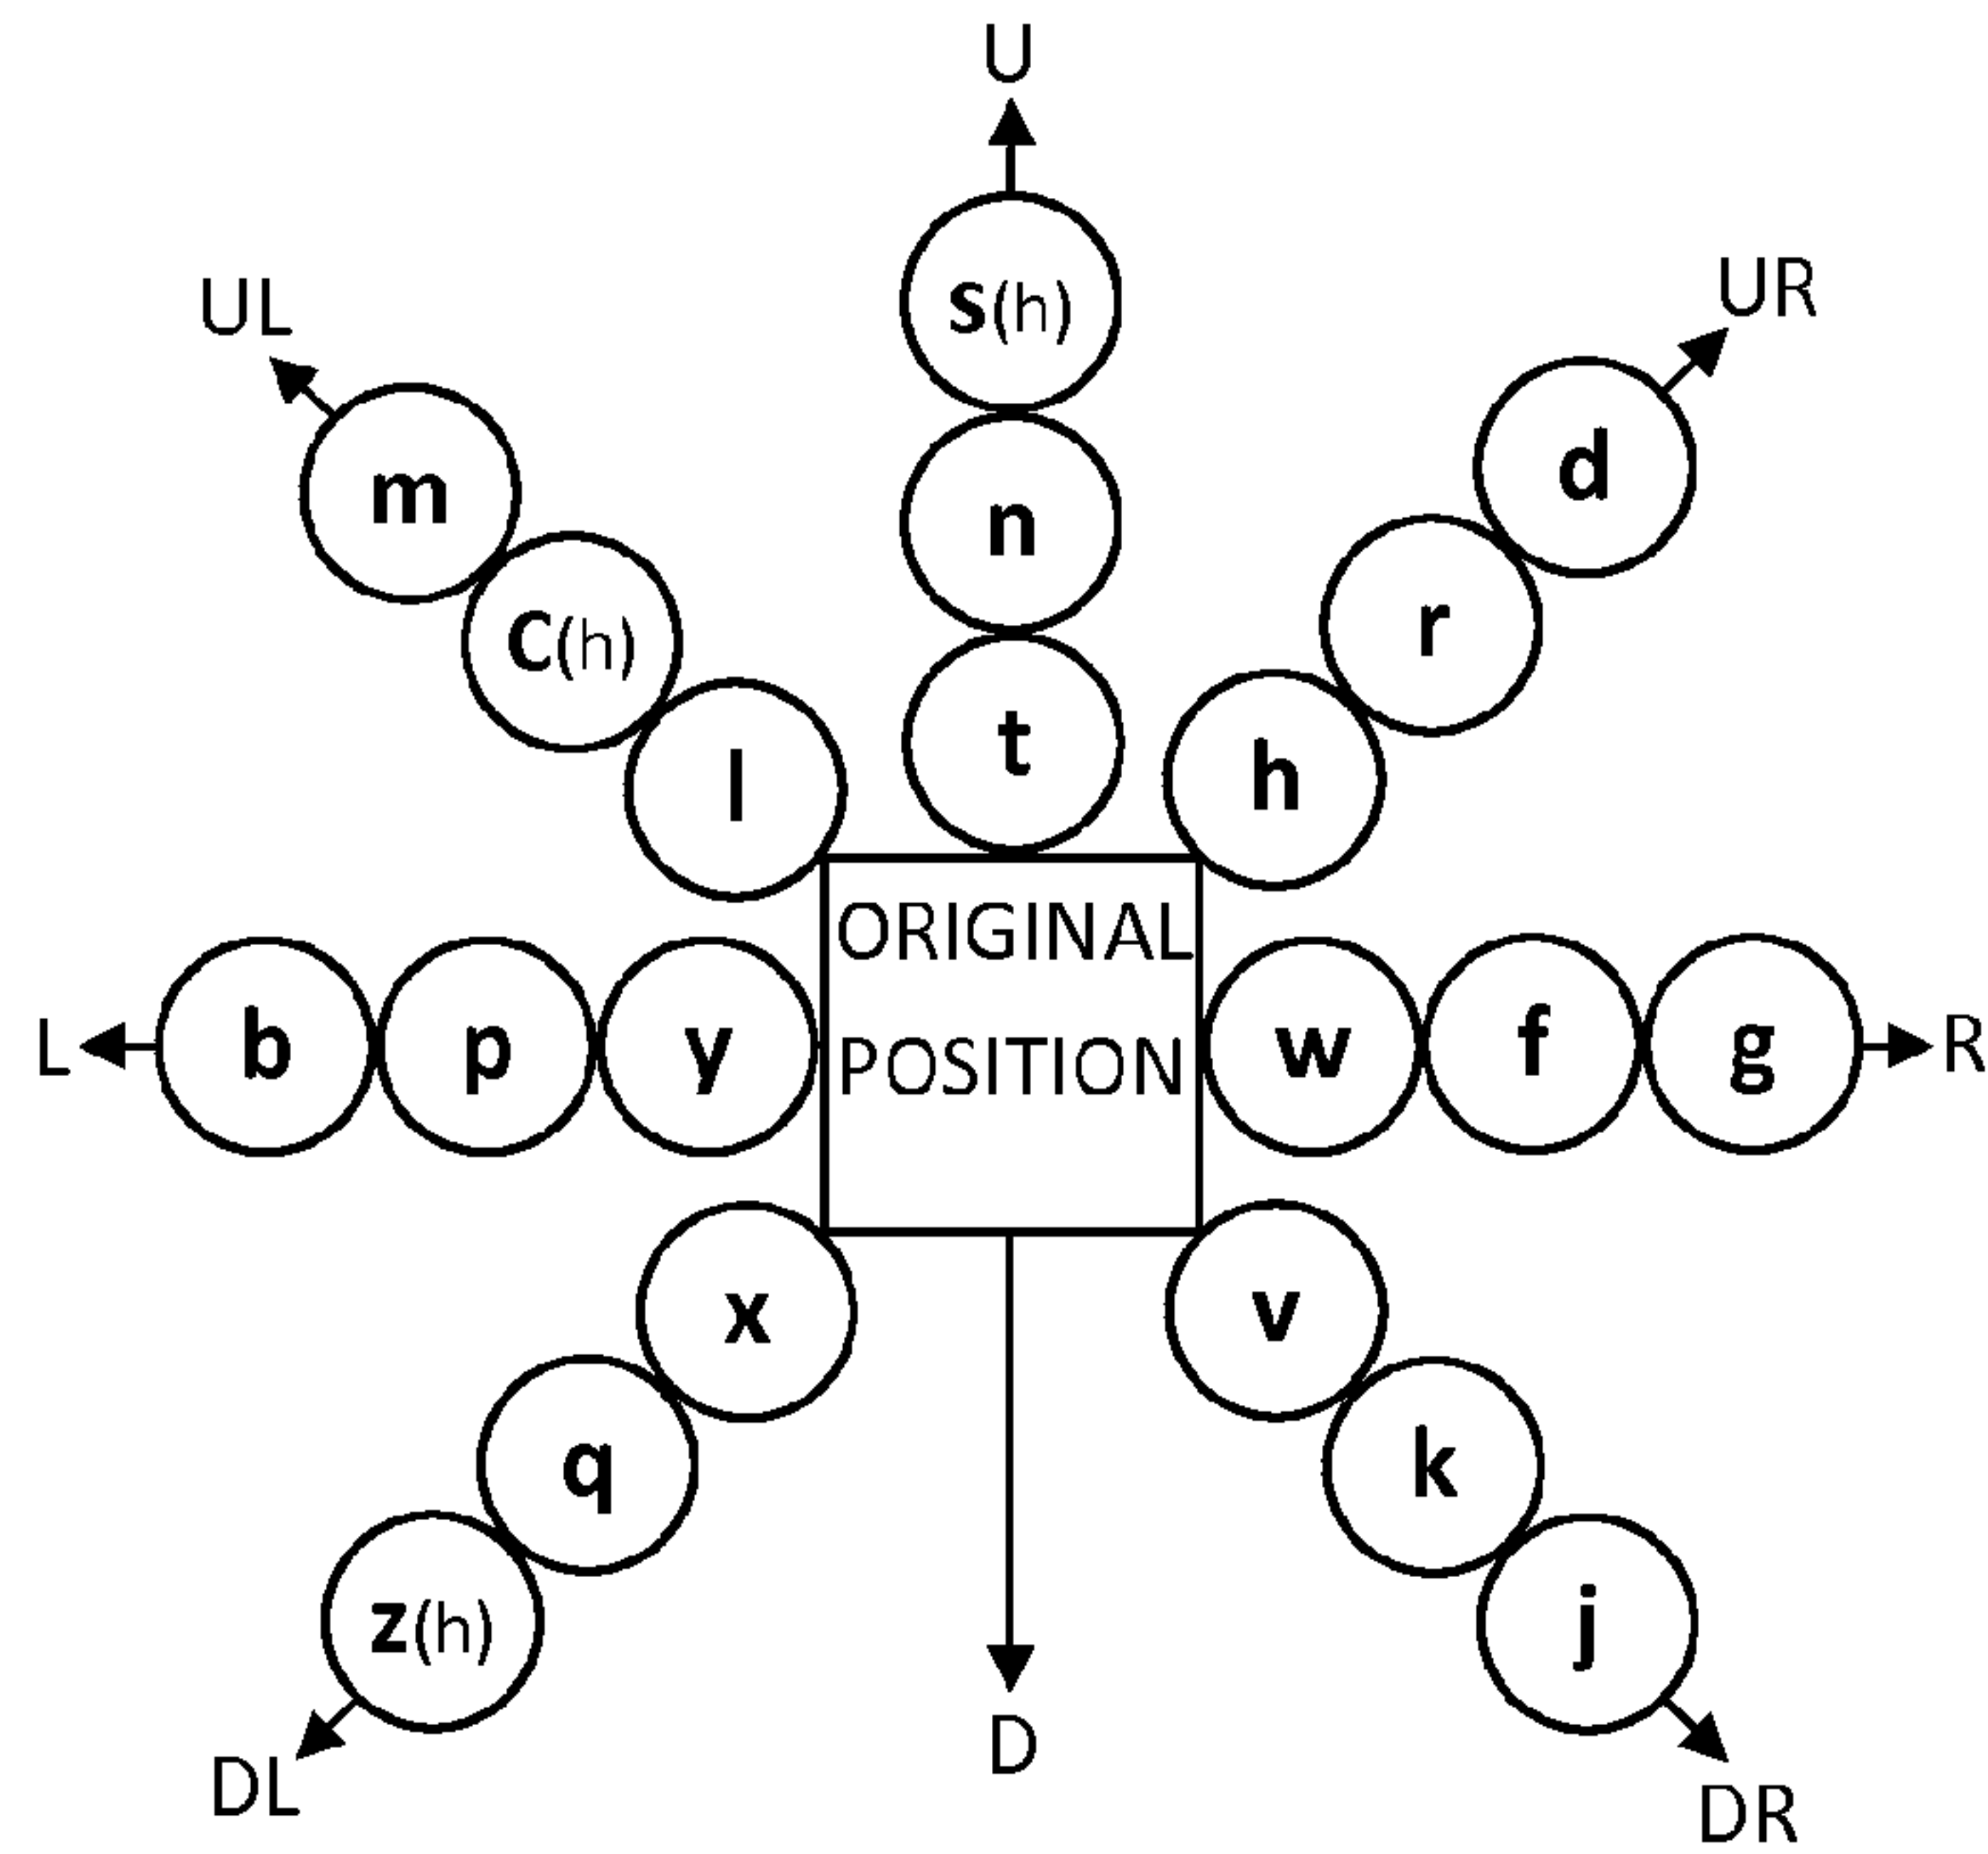 U
s(h)
UL
UR
m
n
d
C(h)
r
l
t
h
ORIGINAL
POSITION
L
b
p
y
w
f
g
R
x
v
q
k
z(h)
j
D
DL
DR